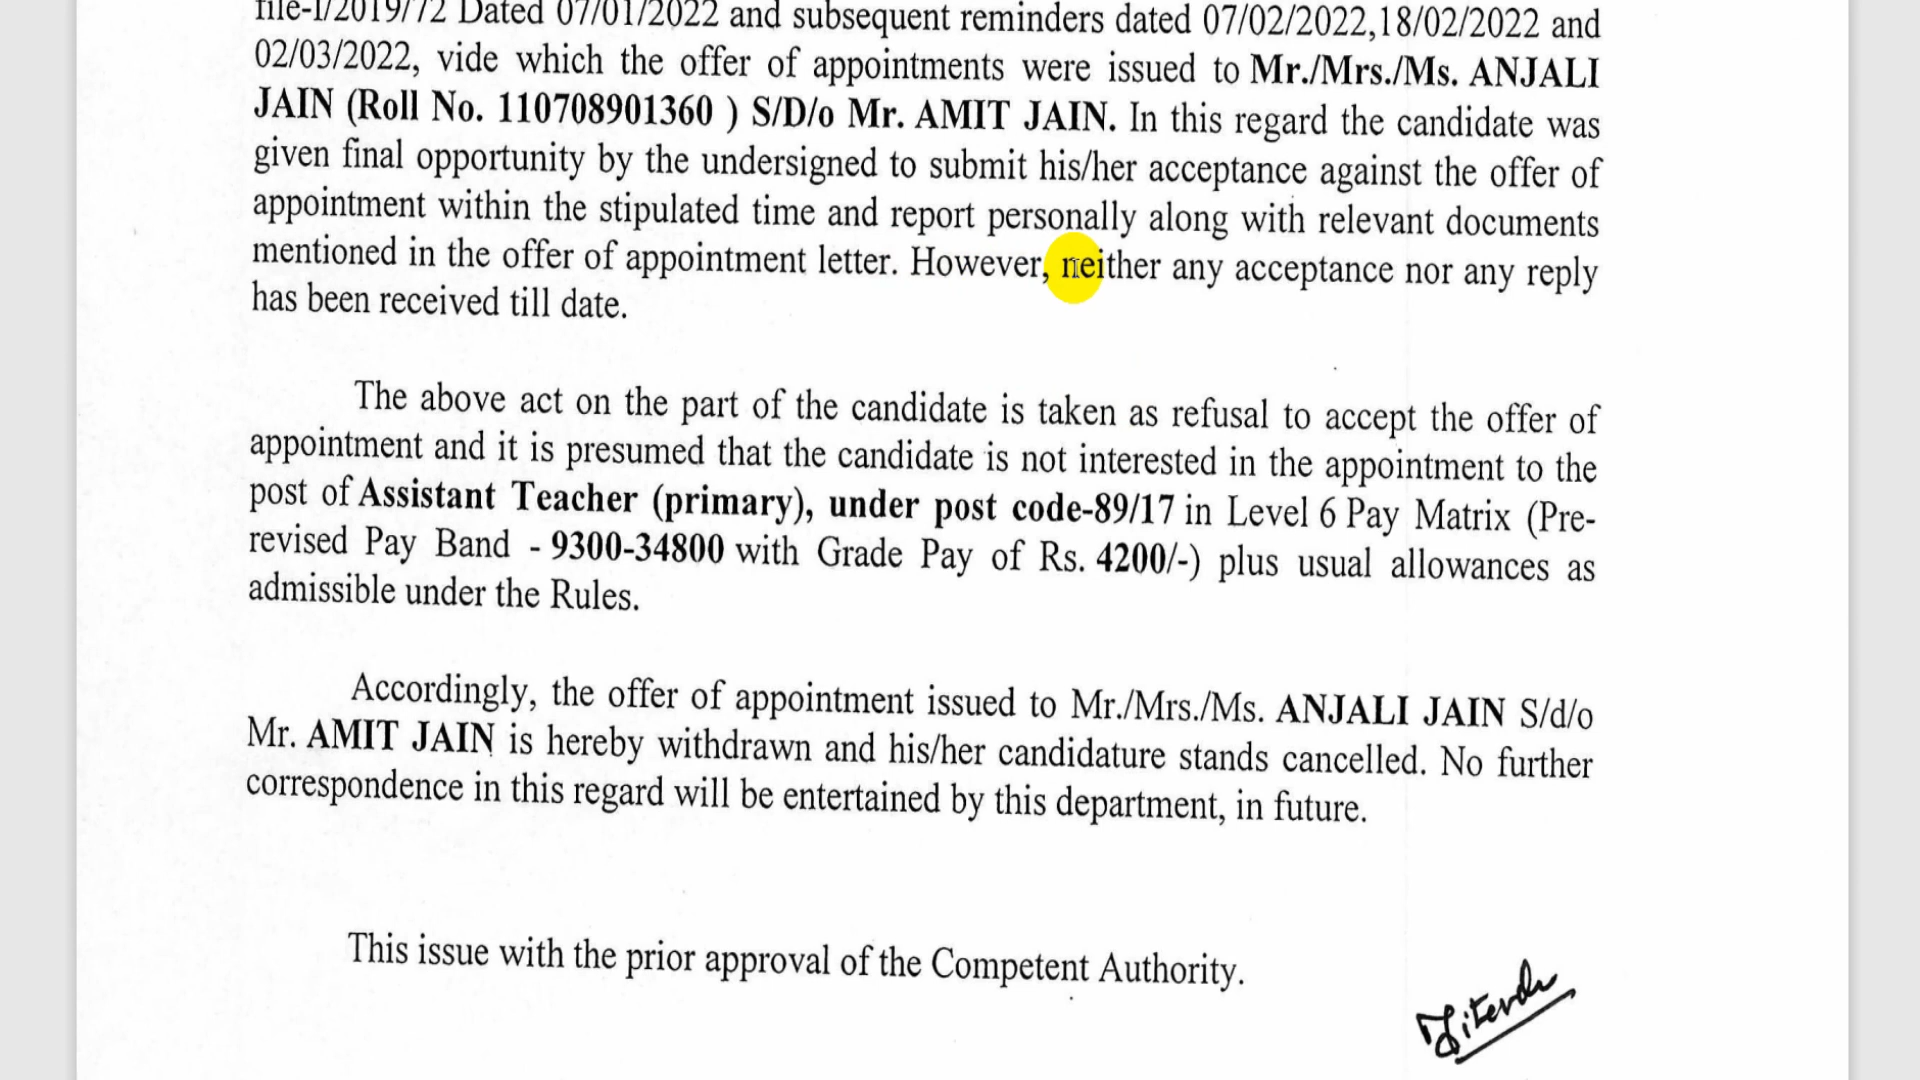 file-1/2019/72 Dated 07/01/2022 and subsequent reminders dated 07/02/2022,18/02/2022 and
02/03/2022, vide which the offer of appointments were issued to Mr./Mrs./Ms. ANJALI
JAIN (Roll No. 110708901360 ) S/D/o Mr. AMIT JAIN. In this regard the candidate was
given final opportunity by the undersigned to submit his/her acceptance against the offer of
appointment within the stipulated time and report personally along with relevant documents
mentioned in the offer of appointment letter. However, neither any acceptance nor any reply
has been received till date.
The above act on the part of the candidate is taken as refusal to accept the offer of
appointment and it is presumed that the candidate is not interested in the appointment to the
post of Assistant Teacher (primary), under post code-89/17 in Level 6 Pay Matrix (Pre-
revised Pay Band - 9300-34800 with Grade Pay of Rs. 4200/-) plus usual allowances as
admissible under the Rules.
Accordingly, the offer of appointment issued to Mr./Mrs./Ms. ANJALI JAIN S/d/o
Mr. AMIT JAIN is hereby withdrawn and his/her candidature stands cancelled. No further
correspondence in this regard will be entertained by this department, in future.
This issue with the prior approval of the Competent Authority.